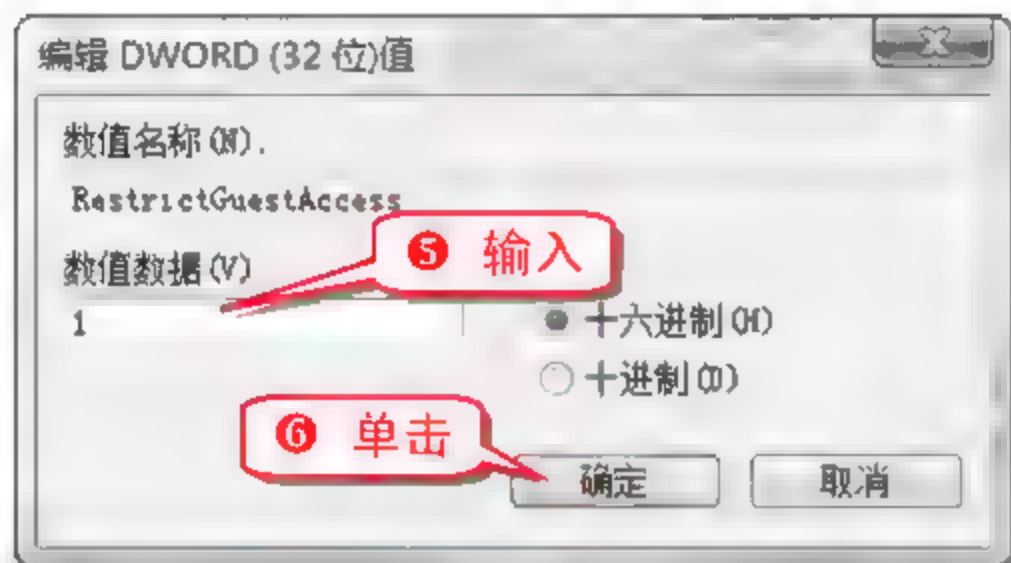 编辑 DWORD (32 位)值
数值名称(N).
RestrictGuestAccess
❺ 输入
数值数据(V)
1
十六进制(H)
十进制(D)
❻ 单击
确定
取消